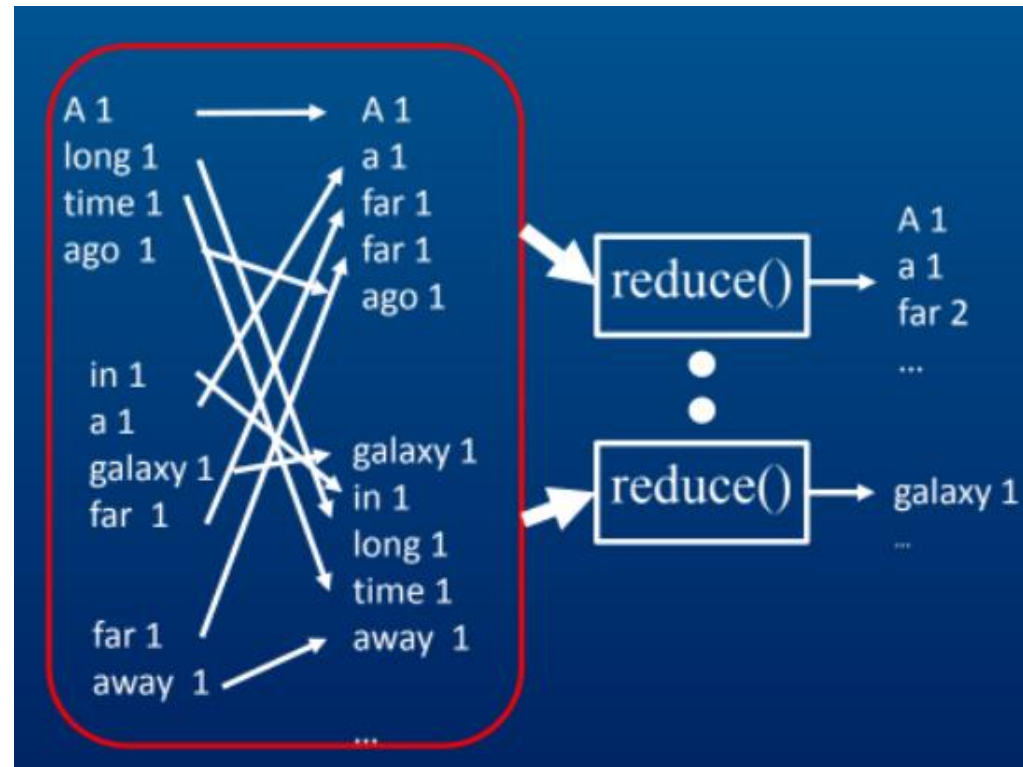 A 1
long 1
time 1
ago 1
in 1
a 1
galaxy 1
far 1
far 1
away 1
A 1
a 1
far 1
far 1
ago 1
galaxy 1
in 1
long 1
time 1
away 1
...
reduce()
reduce()
A 1
a 1
far 2
...
galaxy 1
...